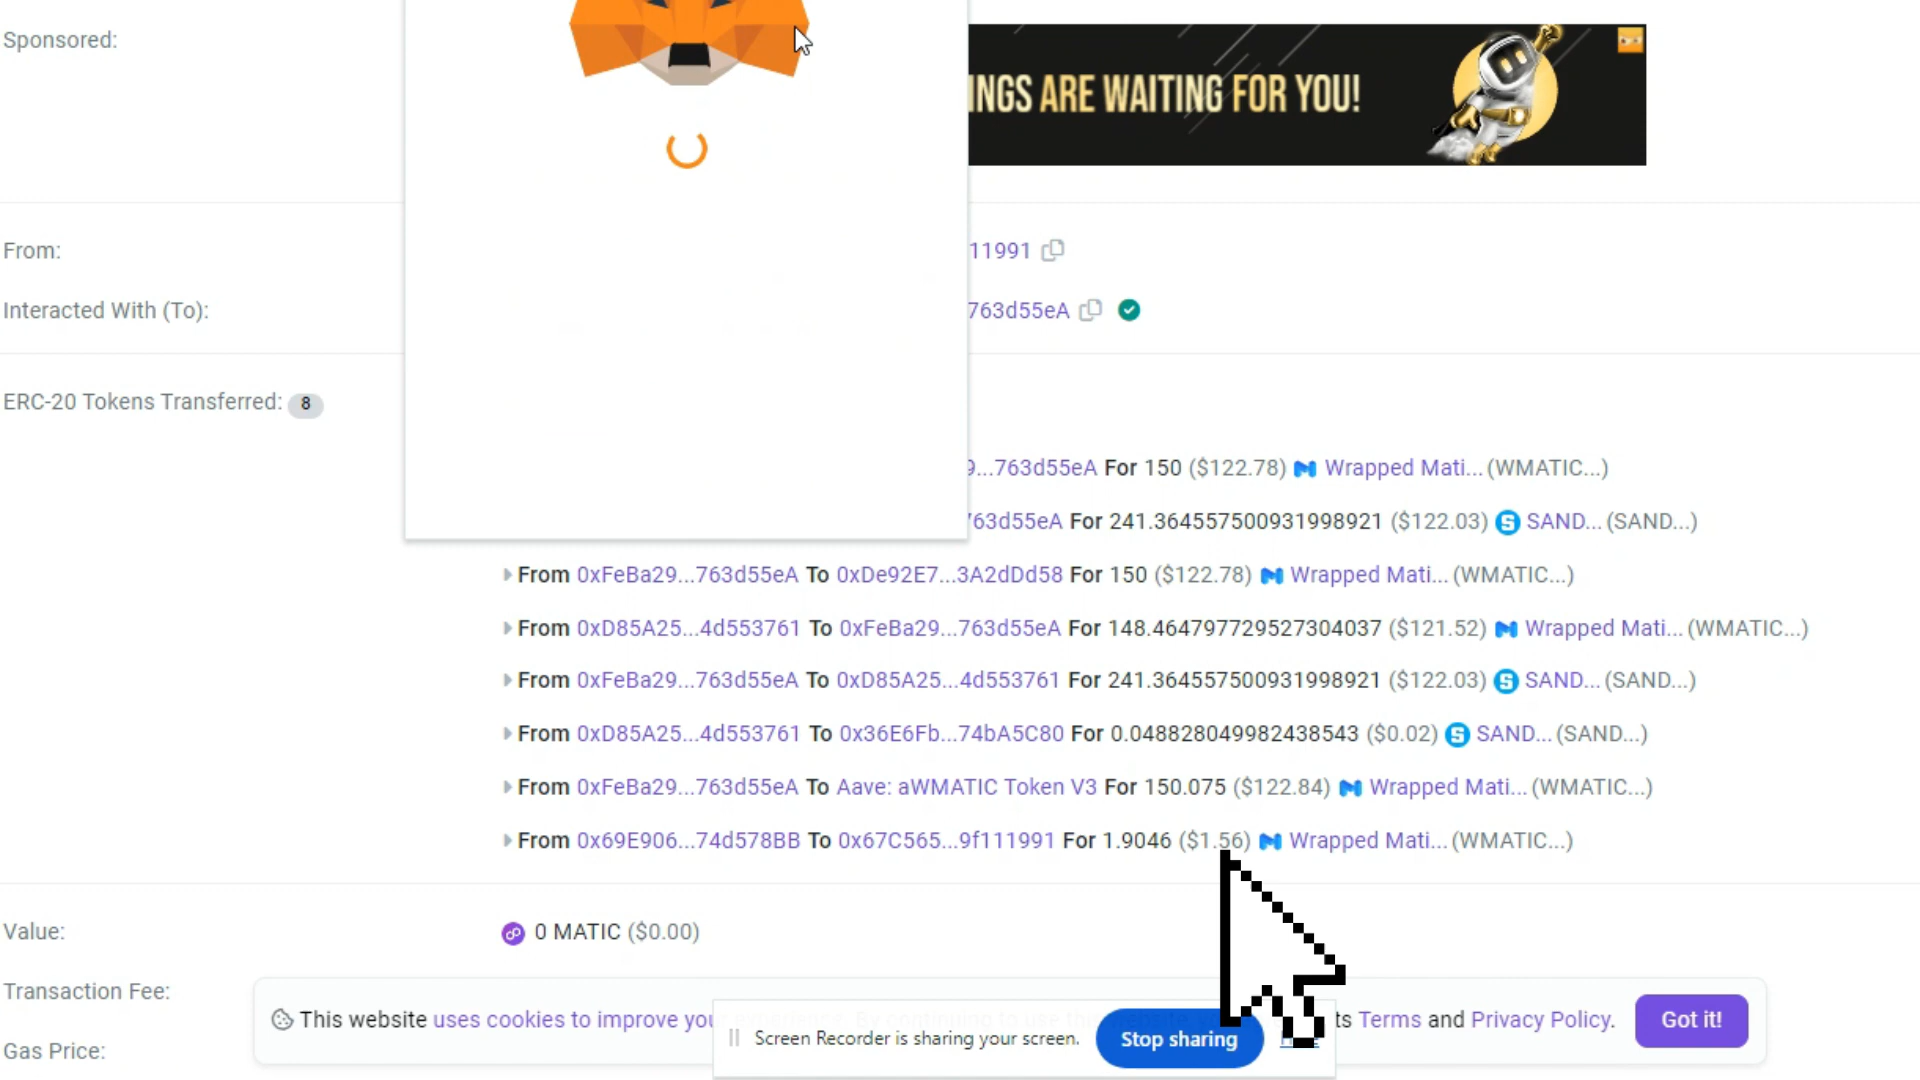 Sponsored:
INGS ARE WAITING FOR YOU!
From:
11991
Interacted With (To):
763d55eA
ERC-20 Tokens Transferred: 8
9...763d55eA For 150 ($122.78) Wrapped Mati... (WMATIC...)
763d55eA For 241.364557500931998921 ($122.03) SAND... (SAND...)
From 0xFeBa29...763d55eA To 0xDe92E7...3A2dDd58 For 150 ($122.78) Wrapped Mati... (WMATIC...)
From 0xD85A25...4d553761 To 0xFeBa29...763d55eA For 148.464797729527304037 ($121.52) Wrapped Mati... (WMATIC...)
From 0xFeBa29...763d55eA To 0xD85A25...4d553761 For 241.364557500931998921 ($122.03) SAND... (SAND...)
From 0xD85A25...4d553761 To 0x36E6Fb...74bA5C80 For 0.048828049982438543 ($0.02) SAND... (SAND...)
From 0xFeBa29...763d55eA To Aave: aWMATIC Token V3 For 150.075 ($122.84) Wrapped Mati... (WMATIC...)
From 0x69E906...74d578BB To 0x67C565...9f111991 For 1.9046 ($1.56) Wrapped Mati... (WMATIC...)
Value:
0 MATIC ($0.00)
Transaction Fee:
This website uses cookies to improve you
ts Terms and Privacy Policy.
Got it!
Screen Recorder is sharing your screen.
Stop sharing
Gas Price: